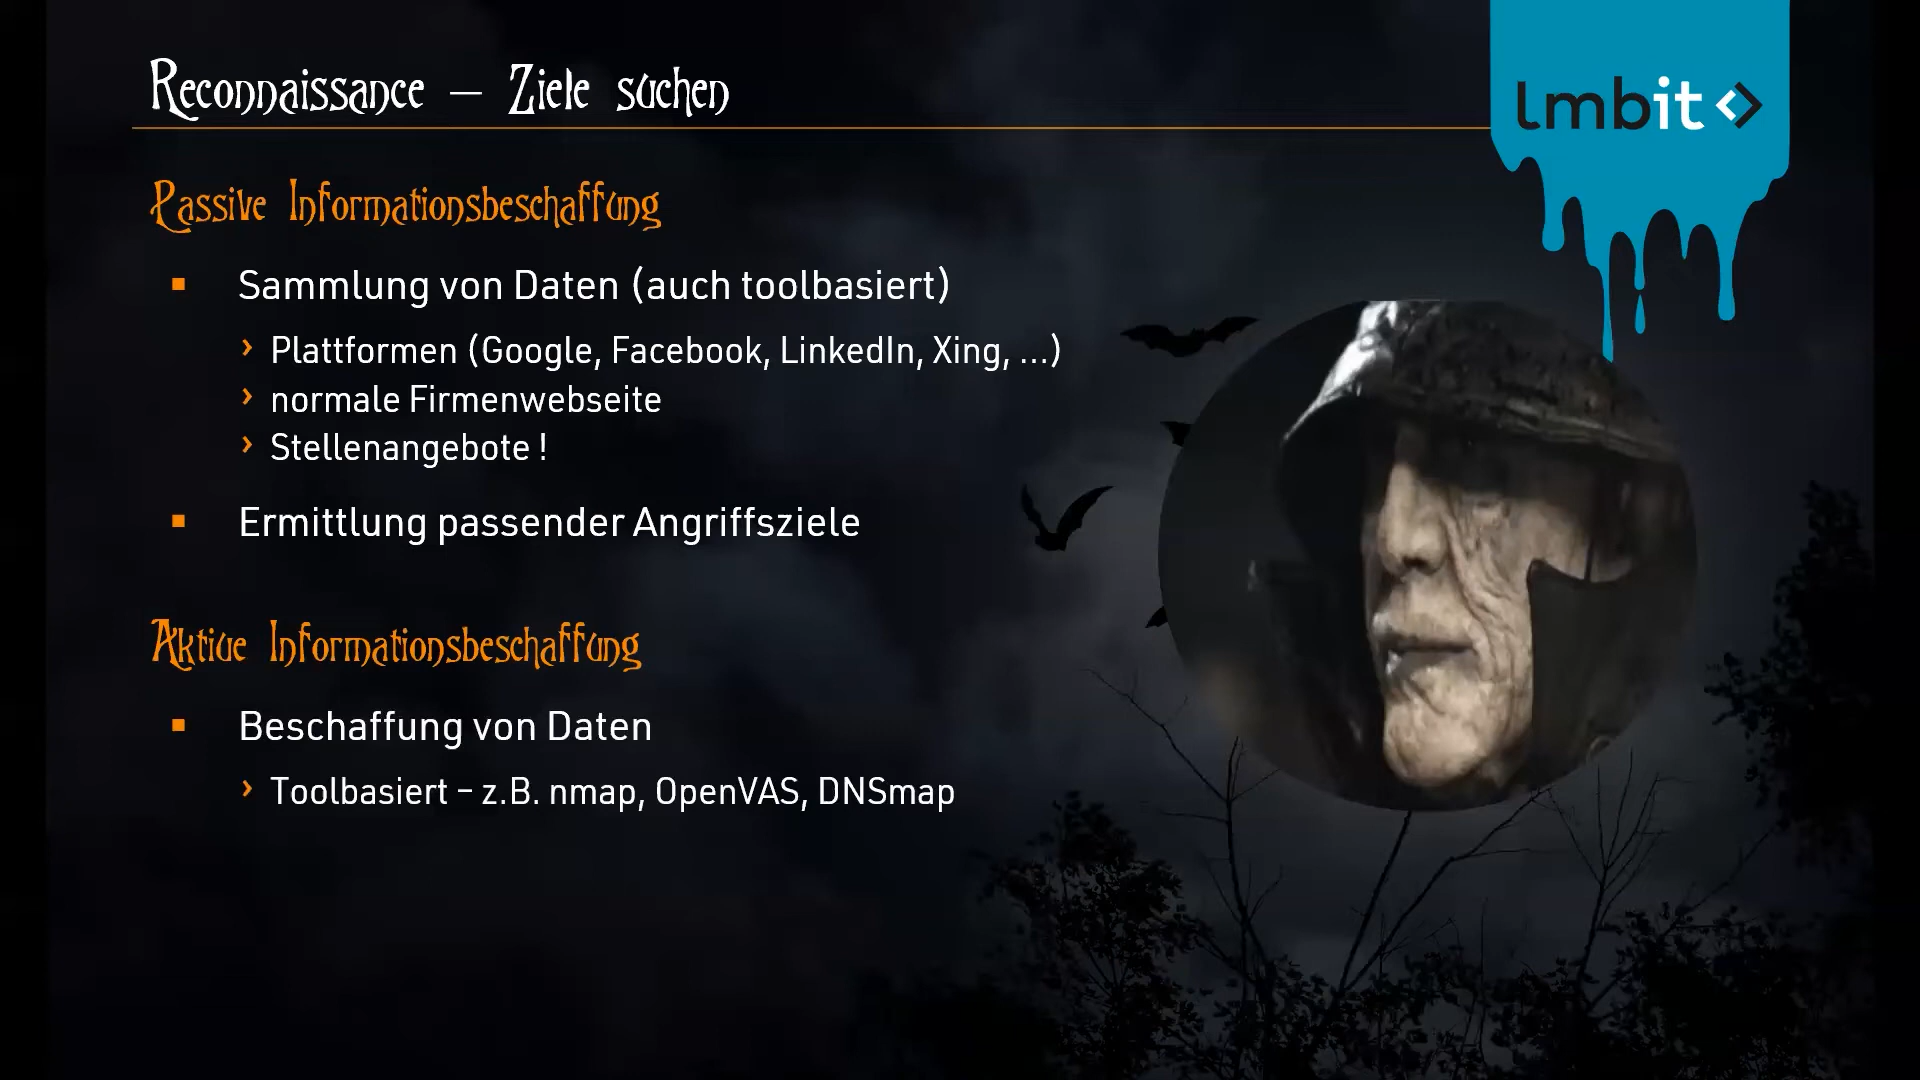 Reconnaissance – Ziele suchen
lmbit
Passive Informationsbeschaffung
Sammlung von Daten (auch toolbasiert)
Plattformen (Google, Facebook, LinkedIn, Xing, ...)
normale Firmenwebseite
Stellenangebote !
Ermittlung passender Angriffsziele
Aktive Informationsbeschaffung
Beschaffung von Daten
Toolbasiert – z.B. nmap, OpenVAS, DNSmap